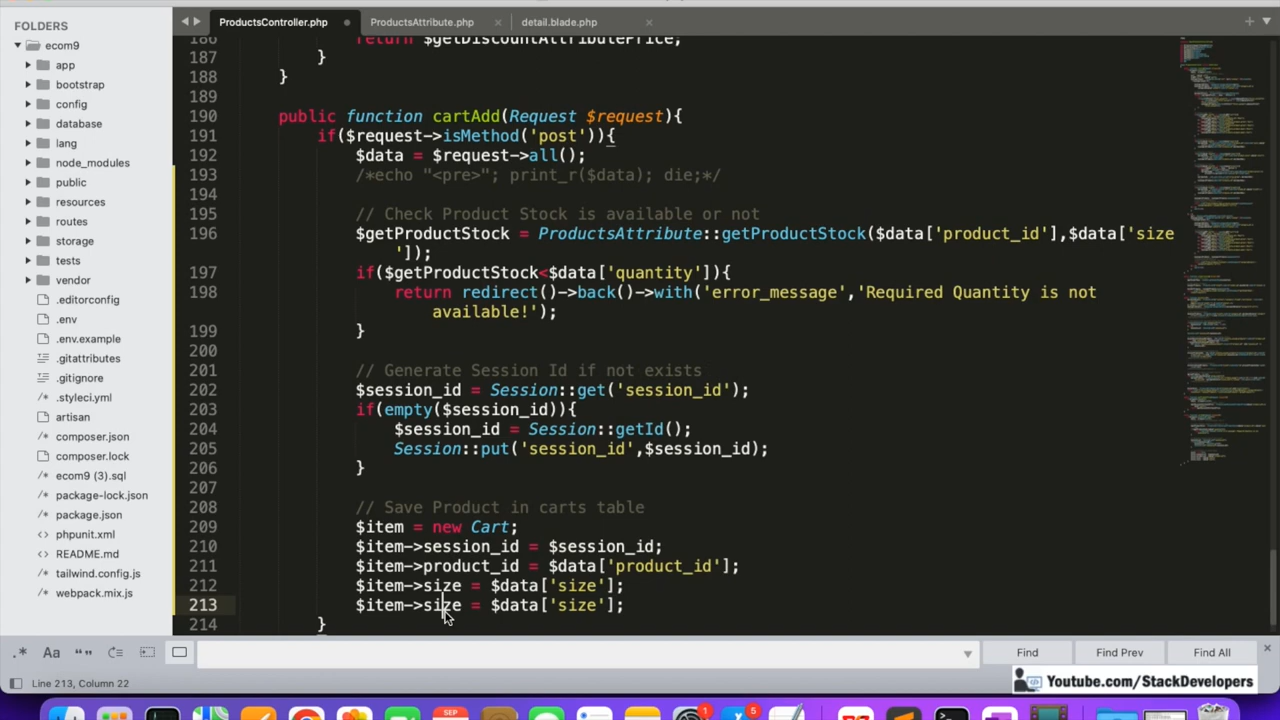 ProductsController.php
ProductsAttribute.php
detail.blade.php
FOLDERS
ecom9
app
bootstrap
config
database
lang
node_modules
public
resources
routes
storage
tests
vendor
.editorconfig
.env
.env.example
.gitattributes
.gitignore
.styleci.yml
artisan
composer.json
composer.lock
ecom9 (3).sql
package-lock.json
package.json
phpunit.xml
README.md
tailwind.config.js
webpack.mix.js
186 return $getDiscountAttributePrice;
187 }
188 }
189
190 public function cartAdd(Request $request){
191 if($request->isMethod('post')){
192 $data = $request->all();
193 /*echo "<pre>"; print_r($data); die;*/
194
195 // Check Product Stock is available or not
196 $getProductStock = ProductsAttribute::getProductStock($data['product_id'],$data['size
']);
197 if($getProductStock<$data['quantity']){
198 return redirect()->back()->with('error_message','Required Quantity is not
available!');
199 }
200
201 // Generate Session Id if not exists
202 $session_id = Session::get('session_id');
203 if(empty($session_id)){
204 $session_id = Session::getId();
205 Session::put('session_id',$session_id);
206 }
207
208 // Save Product in carts table
209 $item = new Cart;
210 $item->session_id = $session_id;
211 $item->product_id = $data['product_id'];
212 $item->size = $data['size'];
213 $item->size = $data['size'];
214 }
.* Aa “”
Find
Find Prev
Find All
Line 213, Column 22
Youtube.com/StackDevelopers
SEP
1
5